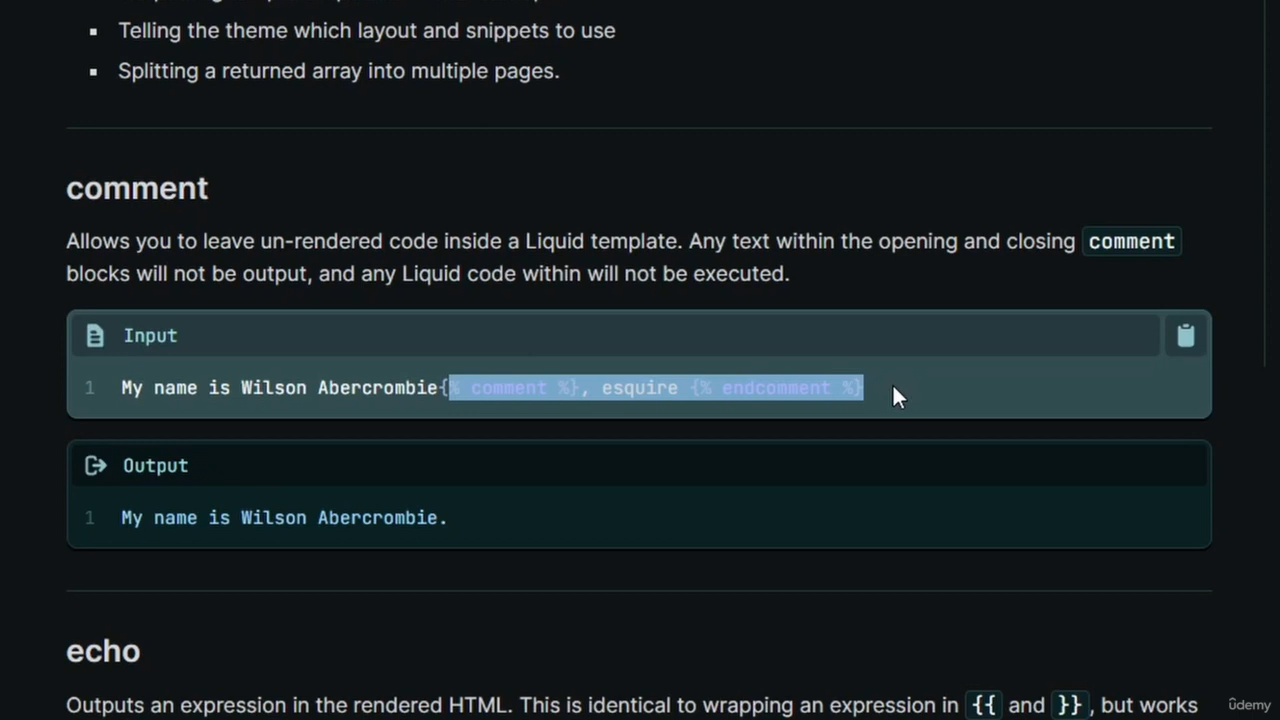 Telling the theme which layout and snippets to use
Splitting a returned array into multiple pages.
comment
Allows you to leave un-rendered code inside a Liquid template. Any text within the opening and closing comment
blocks will not be output, and any Liquid code within will not be executed.
Input
1 My name is Wilson Abercrombie{% comment %}, esquire {% endcomment %}
Output
1 My name is Wilson Abercrombie.
echo
Outputs an expression in the rendered HTML. This is identical to wrapping an expression in {{ and }}, but works
ûdemy